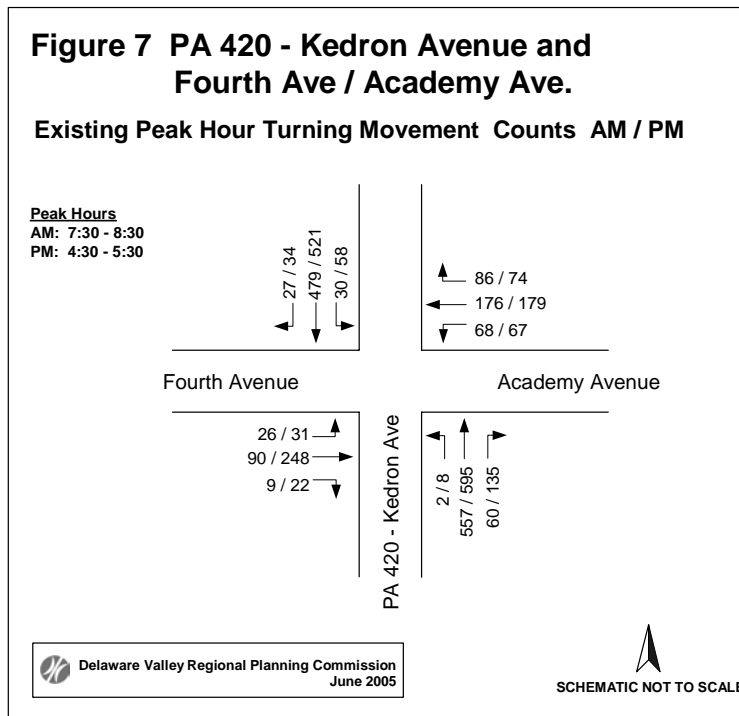 Figure 7 PA 420 - Kedron Avenue and
Fourth Ave / Academy Ave.
Existing Peak Hour Turning Movement Counts AM / PM
Peak Hours
AM: 7:30 - 8:30
PM: 4:30 - 5:30
27 / 34
479 / 521
30 / 58
86 / 74
176 / 179
68 / 67
Fourth Avenue
Academy Avenue
26 / 31
90 / 248
9 / 22
PA 420 - Kedron Ave
2 / 8
557 / 595
60 / 135
Delaware Valley Regional Planning Commission
June 2005
SCHEMATIC NOT TO SCALE